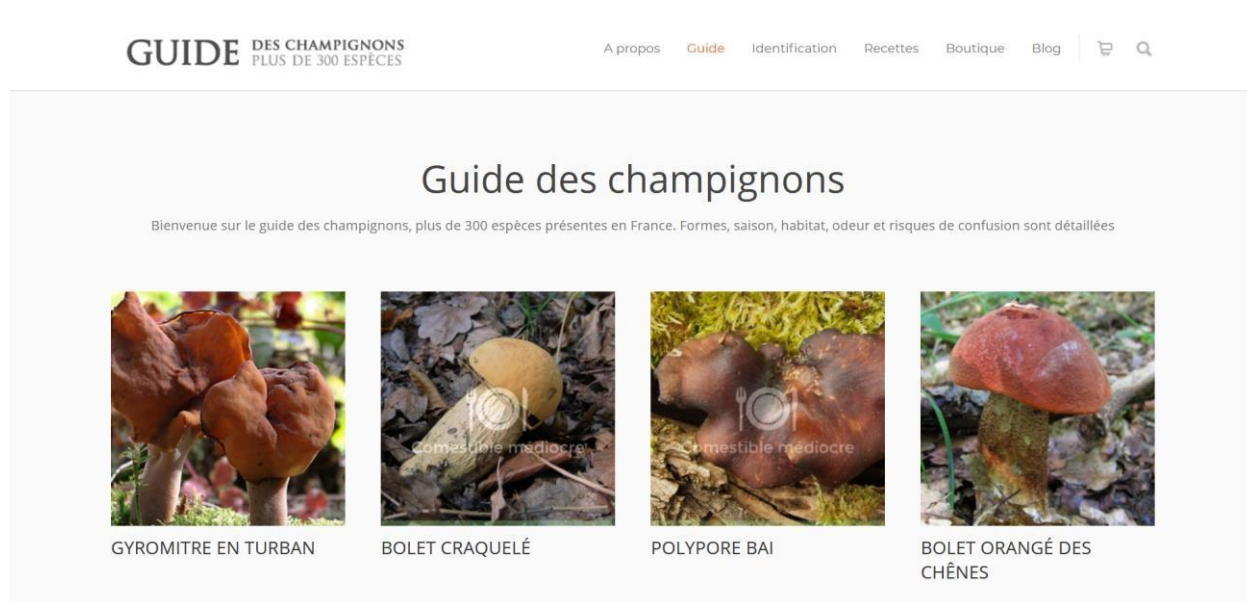 GUIDE DES CHAMPIGNONS
PLUS DE 300 ESPÈCES
A propos Guide Identification Recettes Boutique Blog
Guide des champignons
Bienvenue sur le guide des champignons, plus de 300 espèces présentes en France. Formes, saison, habitat, odeur et risques de confusion sont détaillées
Comestible médiocre
Comestible médiocre
GYROMITRE EN TURBAN
BOLET CRAQUELÉ
POLYPORE BAI
BOLET ORANGÉ DES
CHÊNES